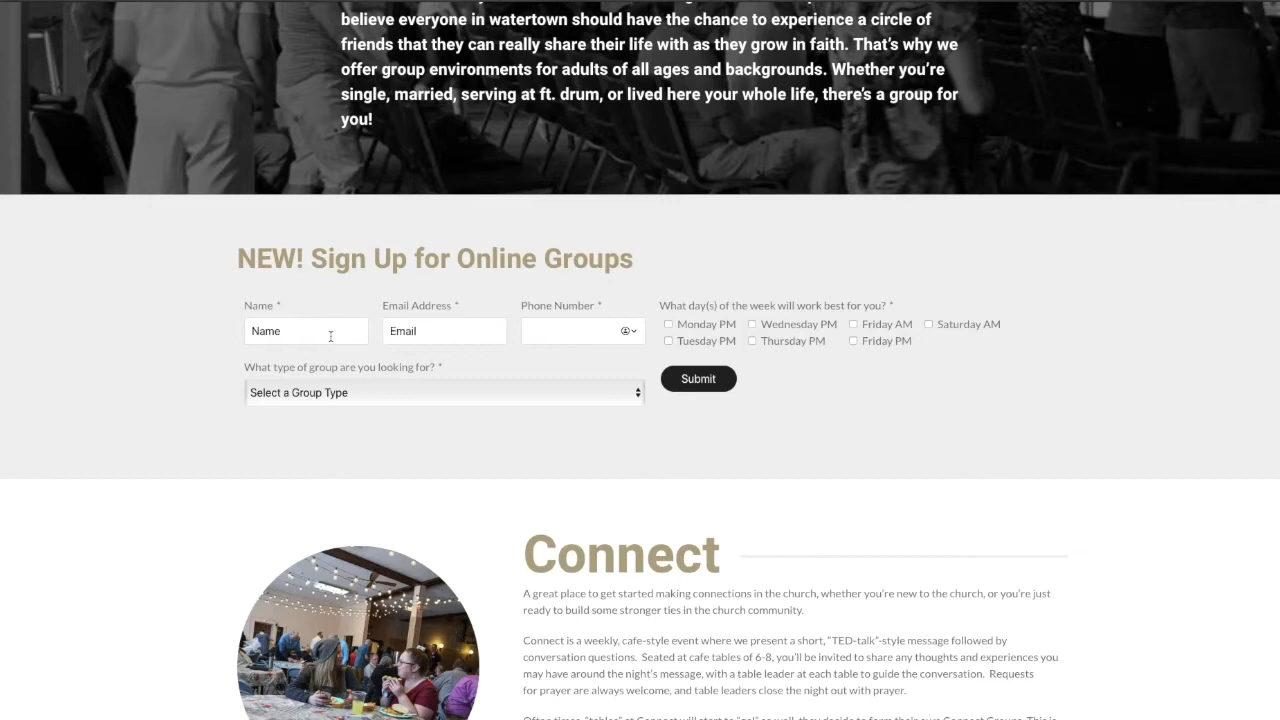 believe everyone in watertown should have the chance to experience a circle of
friends that they can really share their life with as they grow in faith. That's why we
offer group environments for adults of all ages and backgrounds. Whether you're
single, married, serving at ft. drum, or lived here your whole life, there's a group for
you!
NEW! Sign Up for Online Groups
Name * Email Address * Phone Number * What day(s) of the week will work best for you? *
Name Email
Monday PM Wednesday PM Friday AM Saturday AM
Tuesday PM Thursday PM Friday PM
What type of group are you looking for? *
Select a Group Type
Submit
Connect
A great place to get started making connections in the church, whether you're new to the church, or you're just
ready to build some stronger ties in the church community.
Connect is a weekly, cafe-style event where we present a short, "TED-talk"-style message followed by
conversation questions. Seated at cafe tables of 6-8, you'll be invited to share any thoughts and experiences you
may have around the night's message, with a table leader at each table to guide the conversation. Requests
for prayer are always welcome, and table leaders close the night out with prayer.